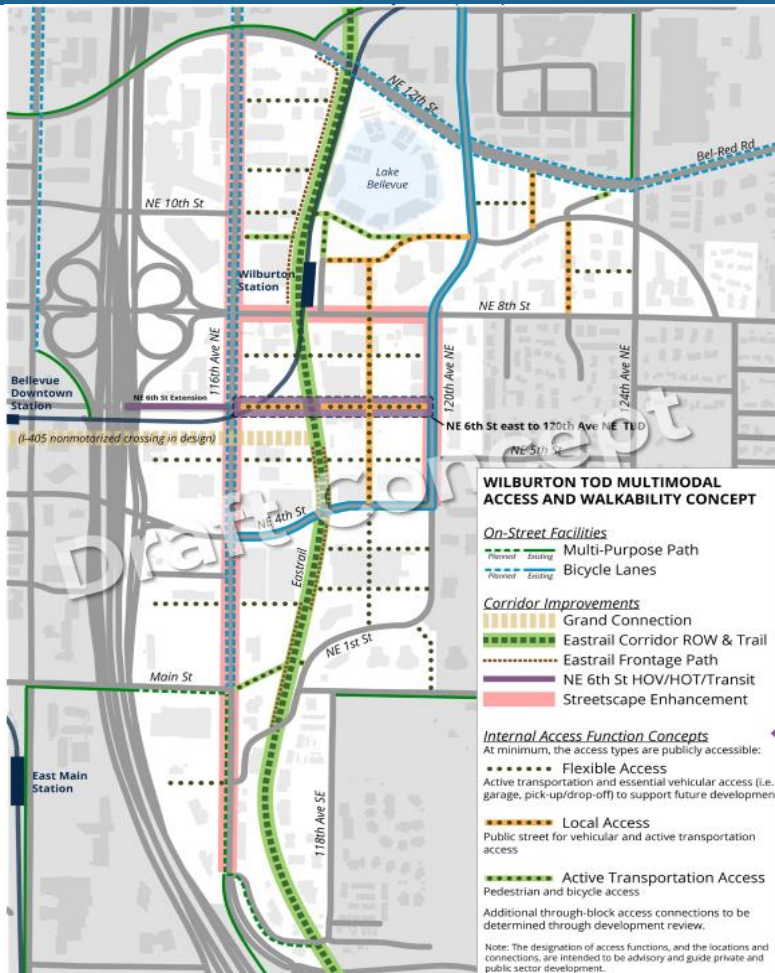 NE 12th St
Bel-Red Rd
Lake
Bellevue
NE 10th St
Wilburton
Station
NE 8th St
116th Ave NE
120th Ave NE
124th Ave NE
Bellevue
Downtown
Station
NE 6th St Extension
(I-405 nonmotorized crossing in design)
NE 6th St east to 120th Ave NE TBD
NE 5th St
Draft Concept
NE 4th St
Eastrail
NE 1st St
Main St
East Main
Station
118th Ave SE
WILBURTON TOD MULTIMODAL
ACCESS AND WALKABILITY CONCEPT
On-Street Facilities
Planned Existing Multi-Purpose Path
Planned Existing Bicycle Lanes
Corridor Improvements
Grand Connection
Eastrail Corridor ROW & Trail
Eastrail Frontage Path
NE 6th St HOV/HOT/Transit
Streetscape Enhancement
Internal Access Function Concepts
At minimum, the access types are publicly accessible:
Flexible Access
Active transportation and essential vehicular access (i.e.
garage, pick-up/drop-off) to support future developmen
Local Access
Public street for vehicular and active transportation
access
Active Transportation Access
Pedestrian and bicycle access
Additional through-block access connections to be
determined through development review.
Note: The designation of access functions, and the locations and
connections, are intended to be advisory and guide private and
public sector development.